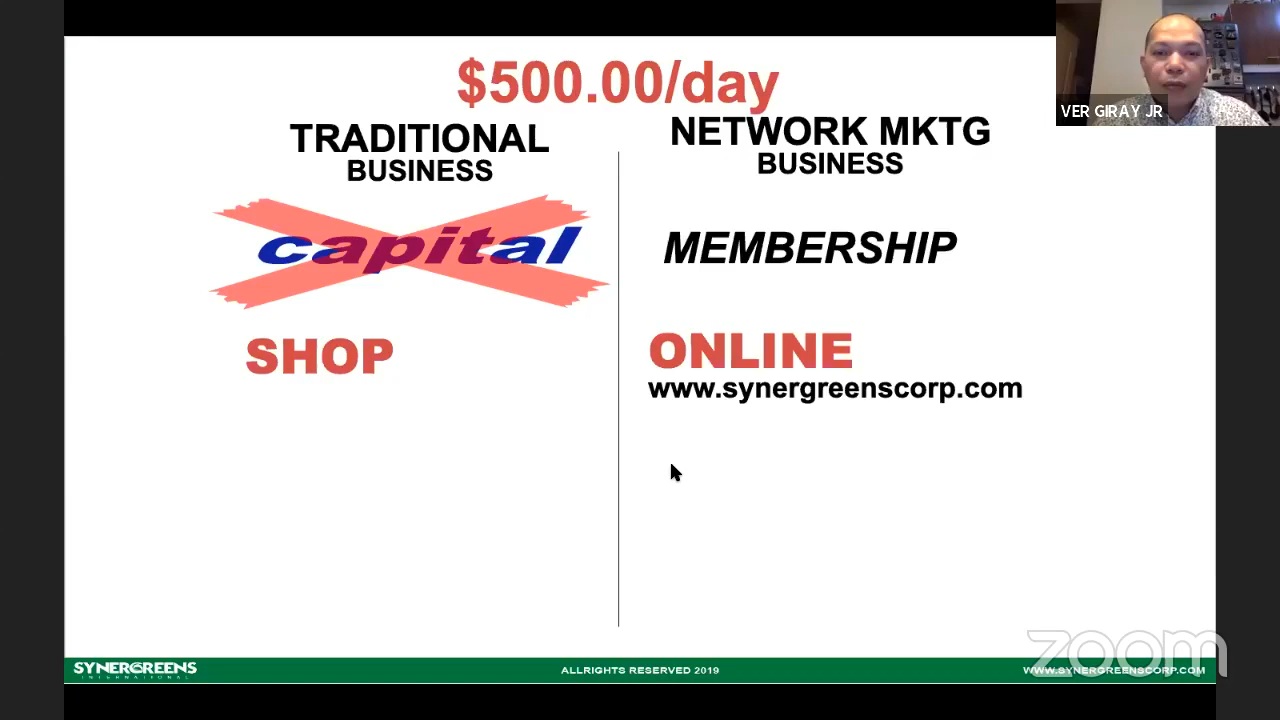 $500.00/day
TRADITIONAL
BUSINESS
NETWORK MKTG
BUSINESS
capital
MEMBERSHIP
SHOP
ONLINE
www.synergreenscorp.com
VER GIRAY JR
SYNERGREENS
INTERNATIONAL
ALLRIGHTS RESERVED 2019
WWW.SYNERGREENSCORP.COM
zoom